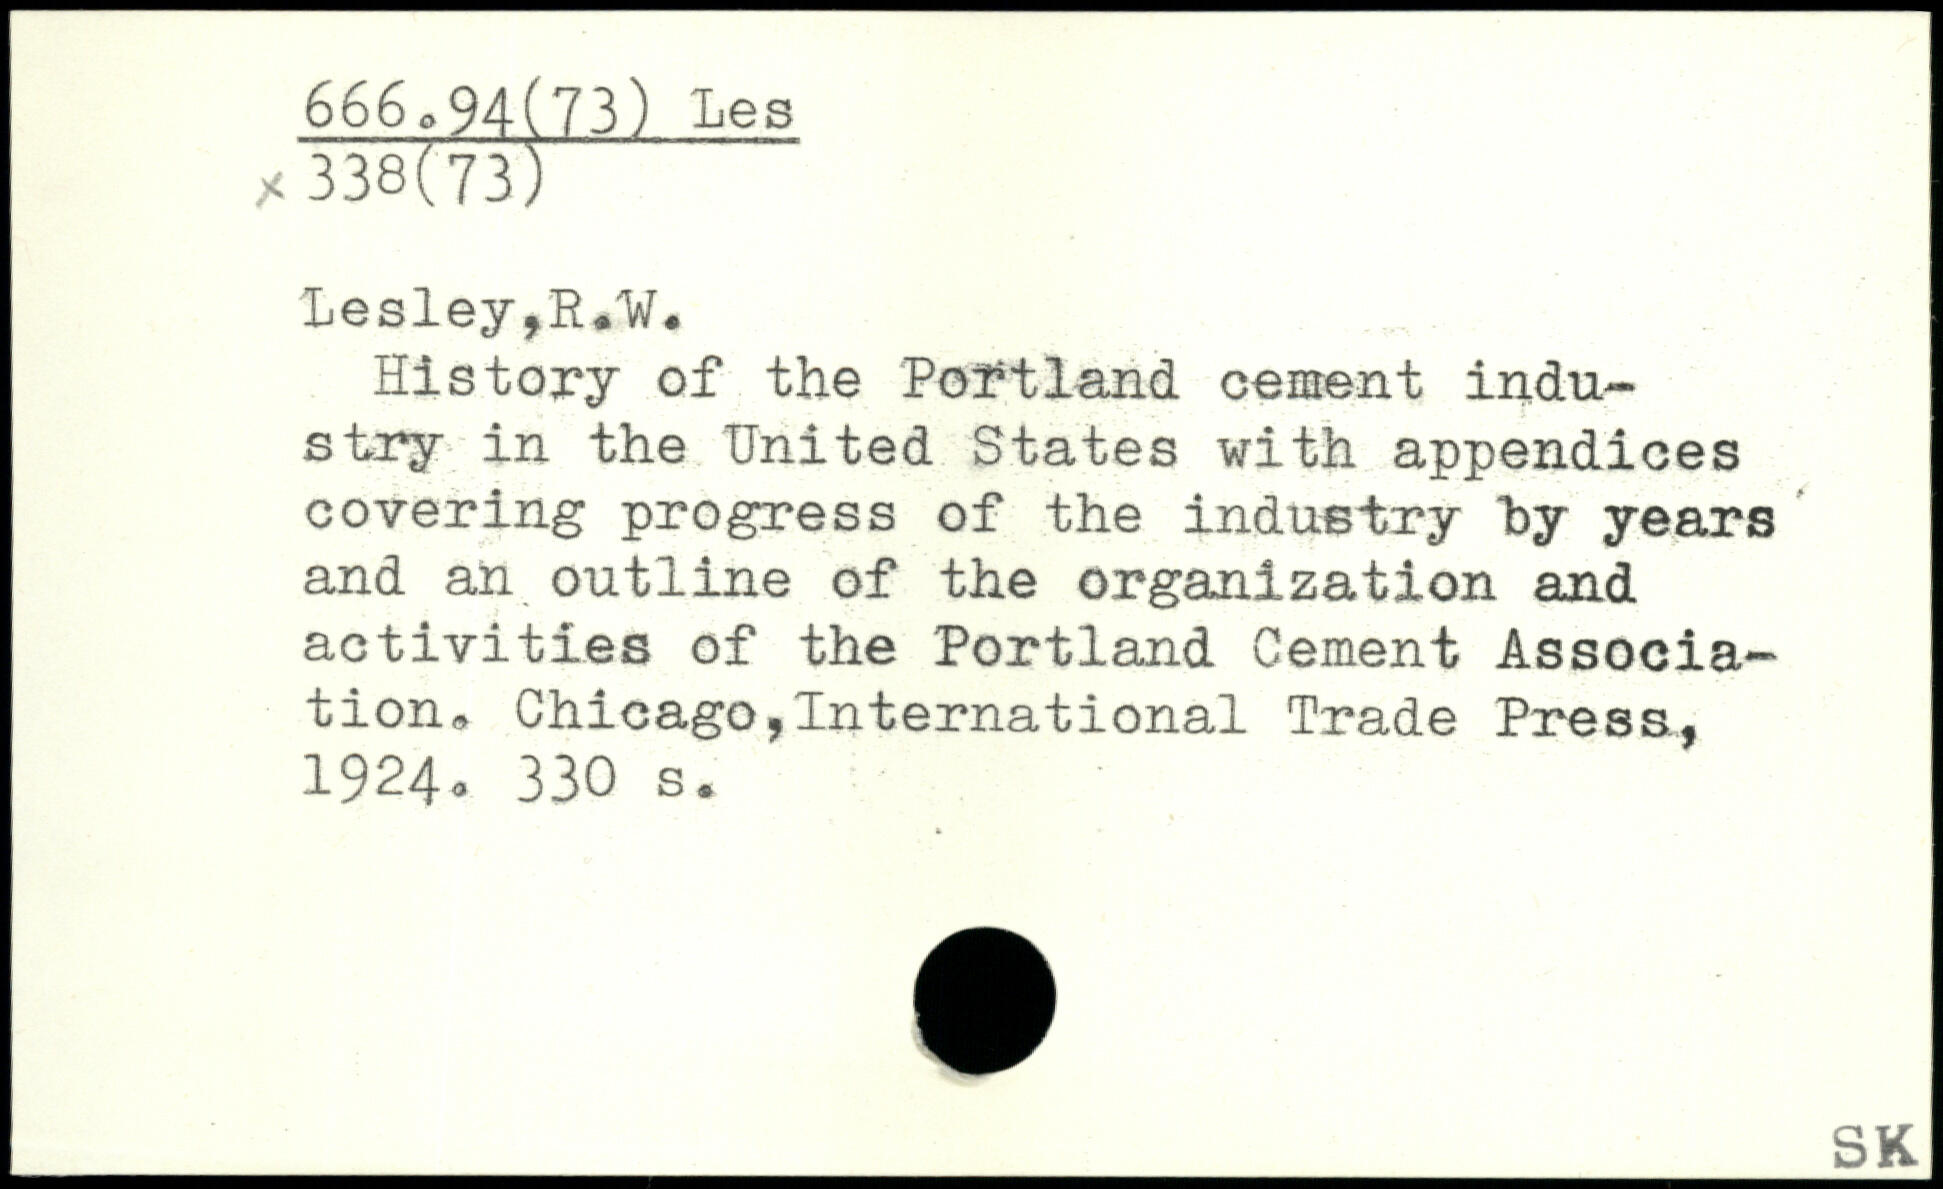 666.94(73) Les
x 338(73)
Lesley,R.W.
History of the Portland cement indu-
stry in the United States with appendices
covering progress of the industry by years
and an outline of the organization and
activities of the Portland Cement Associa-
tion. Chicago,International Trade Press,
1924. 330 s.
SK